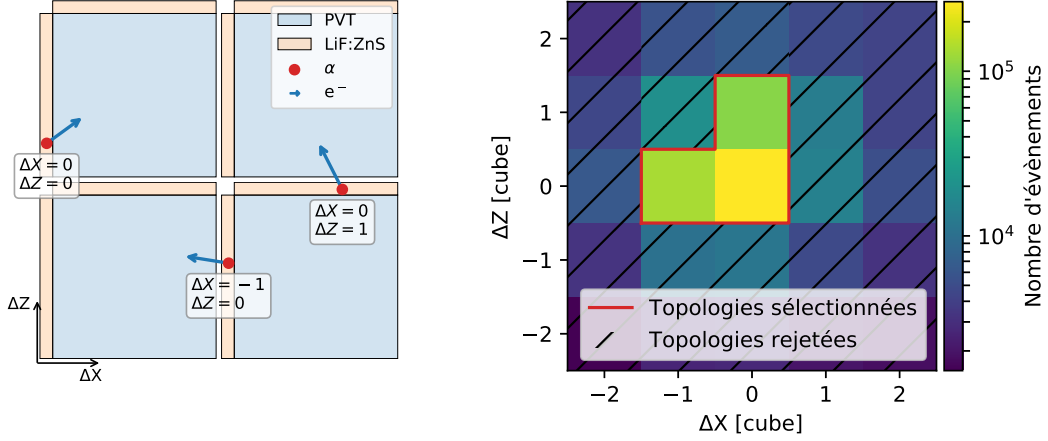 PVT
LiF:ZnS
α
e⁻
ΔX = 0
ΔZ = 0
ΔX = 0
ΔZ = 1
ΔX = −1
ΔZ = 0
ΔZ
ΔX
2
1
0
−1
−2
ΔZ [cube]
−2 −1 0 1 2
ΔX [cube]
Topologies sélectionnées
Topologies rejetées
10⁵
10⁴
Nombre d'évènements